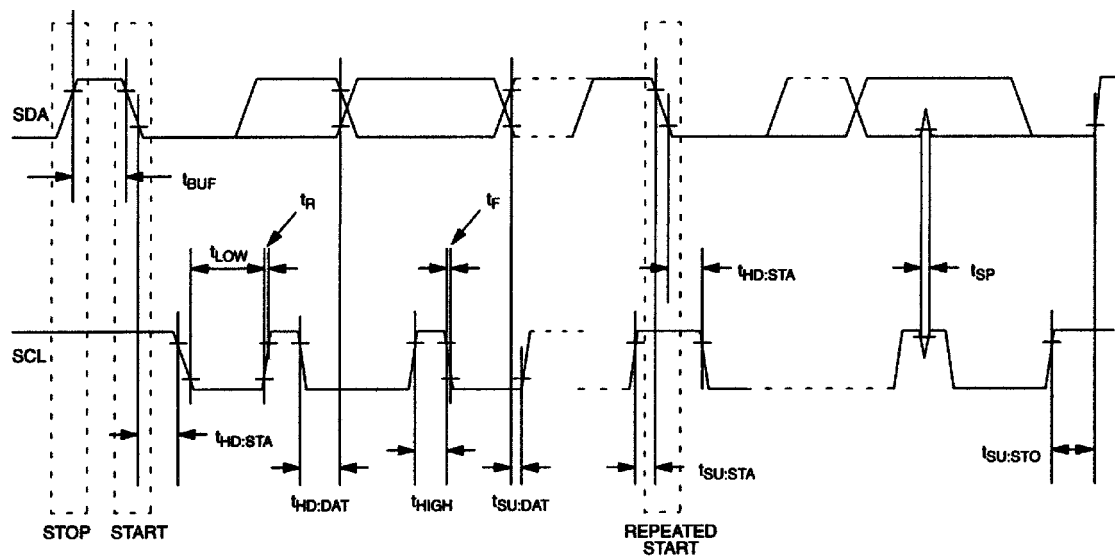 SDA
tBUF
tR
tF
tLOW
tHD:STA
tSP
SCL
tHD:STA
tHD:DAT
tHIGH
tSU:DAT
tSU:STA
tSU:STO
STOP
START
REPEATED
START